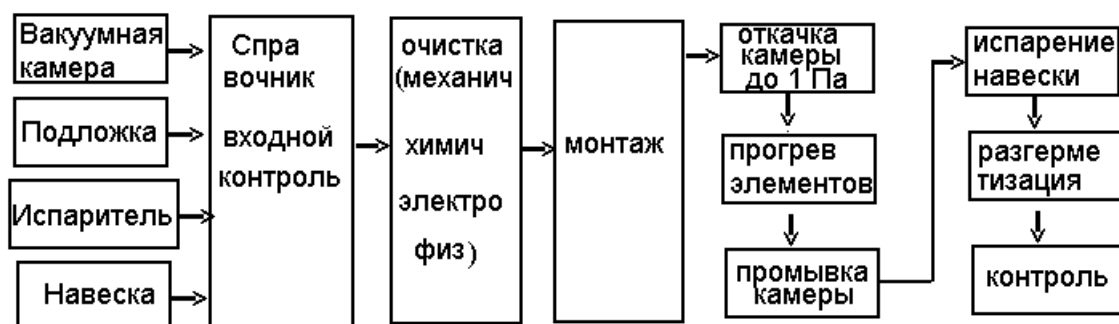 Вакуумная
камера
Подложка
Испаритель
Навеска
Спра
вочник
входной
контроль
очистка
(механич
химич
электро
физ)
монтаж
откачка
камеры
до 1 Па
прогрев
элементов
промывка
камеры
испарение
навески
разгерме
тизация
контроль